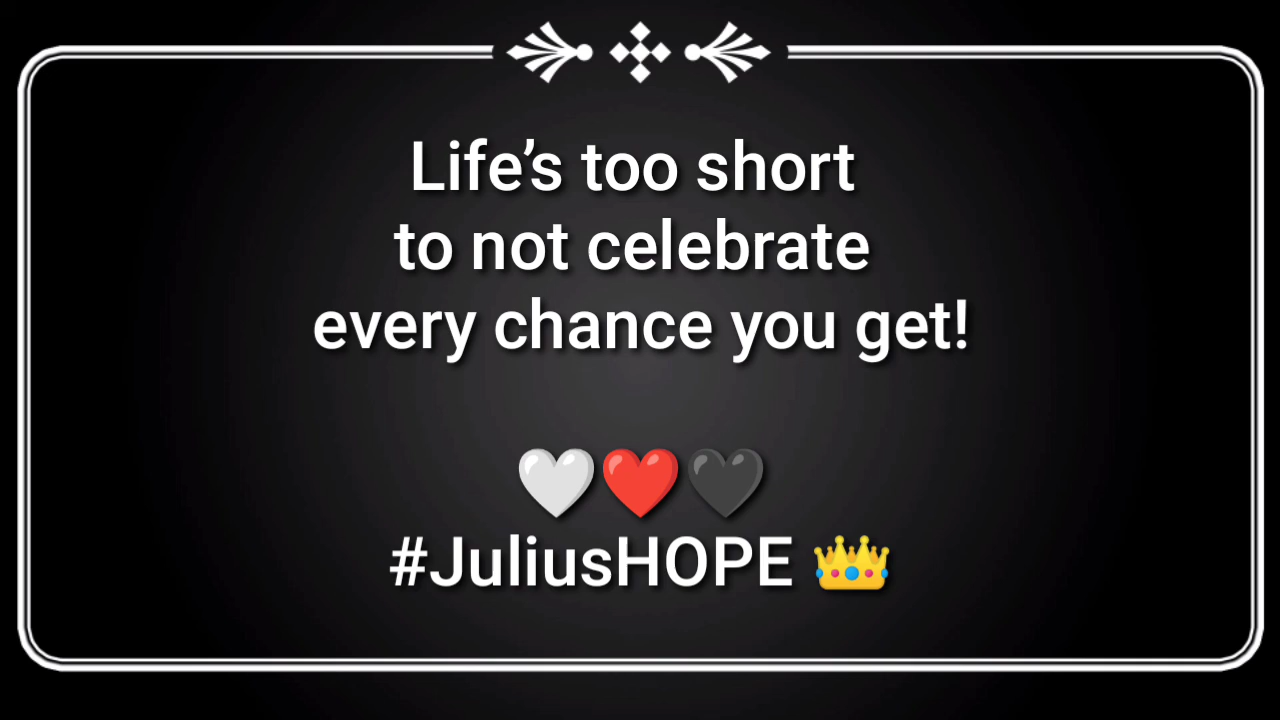 Life’s too short
to not celebrate
every chance you get!
🤍❤️🖤
#JuliusHOPE 👑